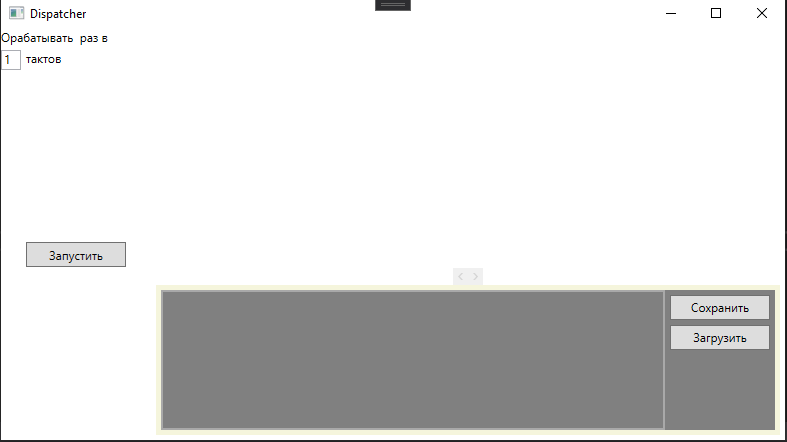 Dispatcher
Орабатывать раз в
1 тактов
Запустить
Сохранить
Загрузить